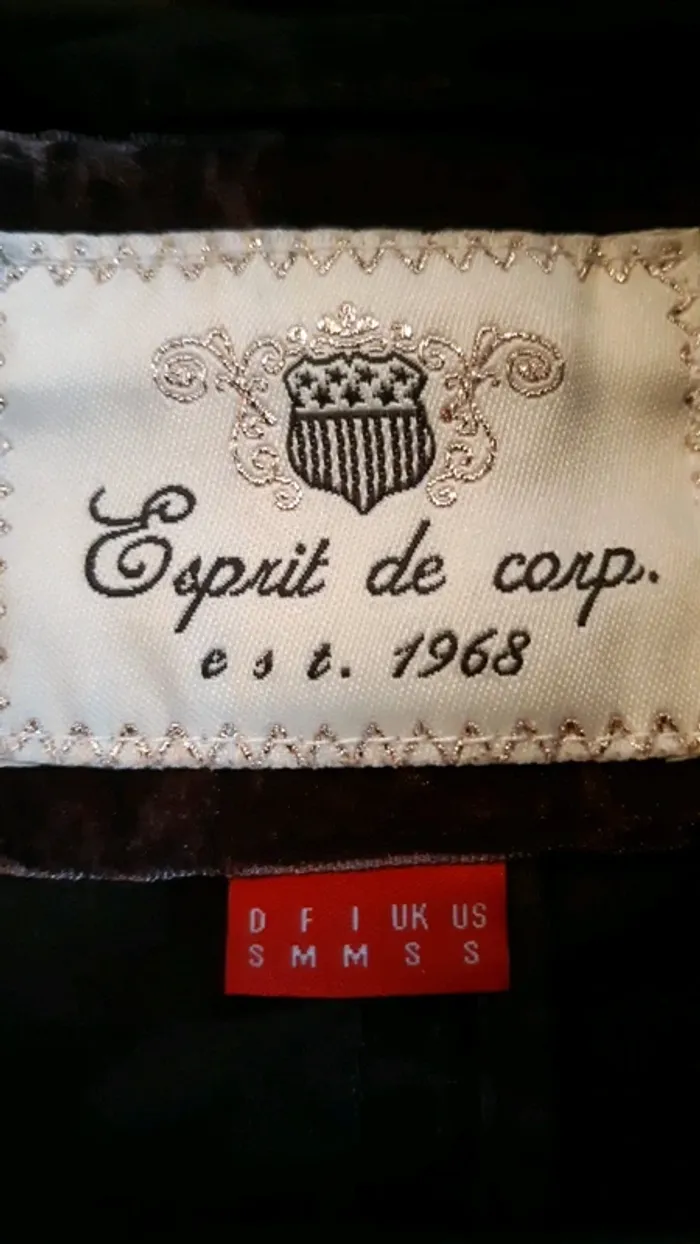 Esprit de corp.
est. 1968
D F I UK US
S M M S S